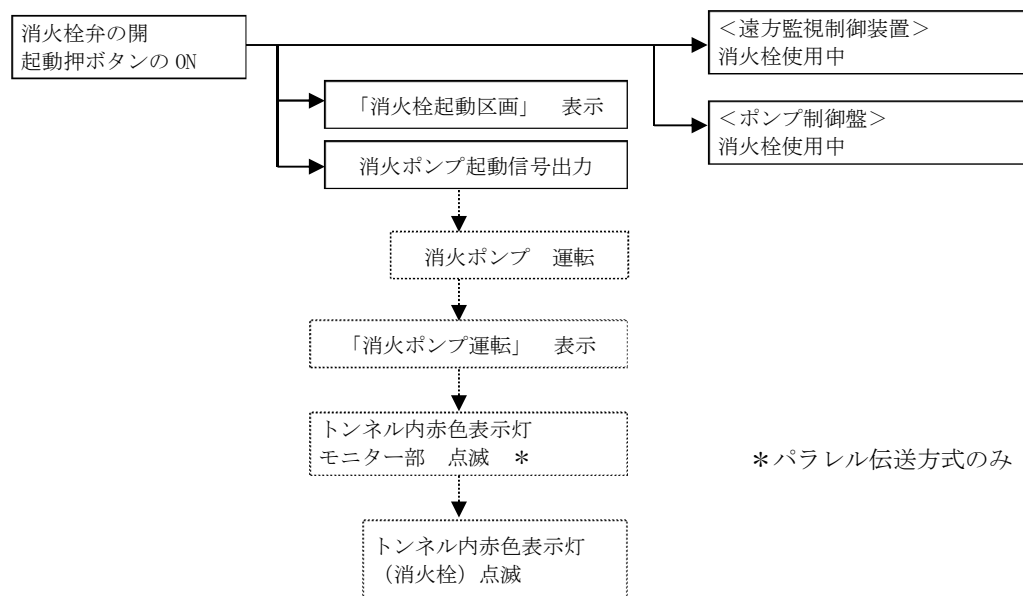 消火栓弁の開
起動押ボタンの ON
＜遠方監視制御装置＞
消火栓使用中
「消火栓起動区画」　表示
＜ポンプ制御盤＞
消火栓使用中
消火ポンプ起動信号出力
消火ポンプ　運転
「消火ポンプ運転」　表示
トンネル内赤色表示灯
モニター部　点滅　＊
＊パラレル伝送方式のみ
トンネル内赤色表示灯
（消火栓）点滅